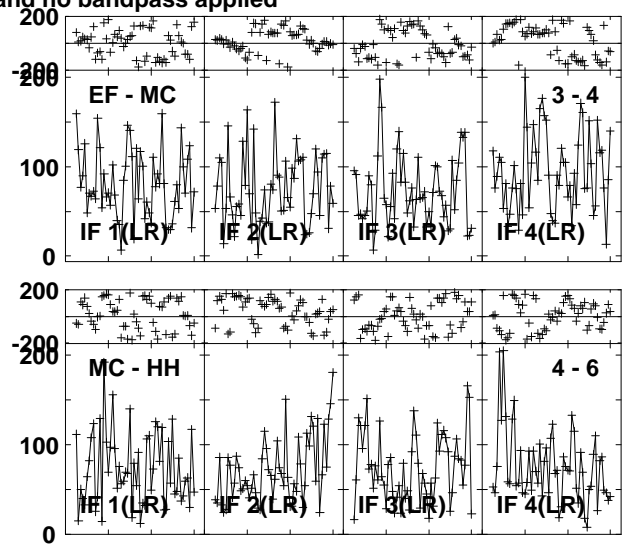 and no bandpass applied
200
-200
200
EF - MC 3 - 4
100
IF 1(LR) IF 2(LR) IF 3(LR) IF 4(LR)
0
200
-200
200
MC - HH 4 - 6
100
IF 1(LR) IF 2(LR) IF 3(LR) IF 4(LR)
0